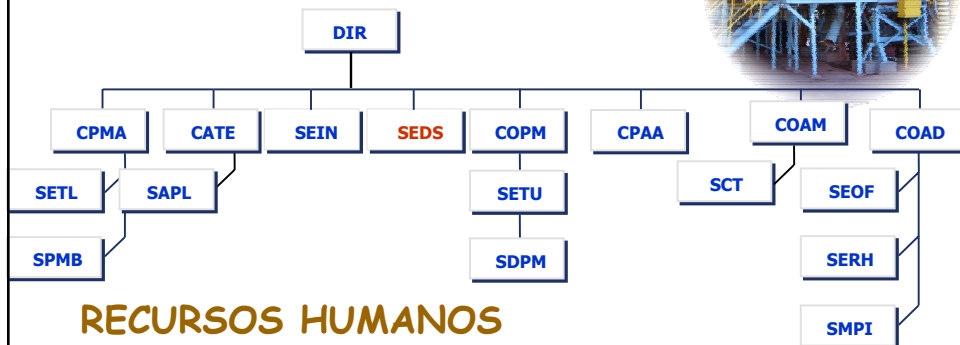 DIR
CPMA
CATE
SEIN
SEDS
COPM
CPAA
COAM
COAD
SETL
SAPL
SETU
SCT
SEOF
SPMB
SDPM
SERH
RECURSOS HUMANOS
SMPI